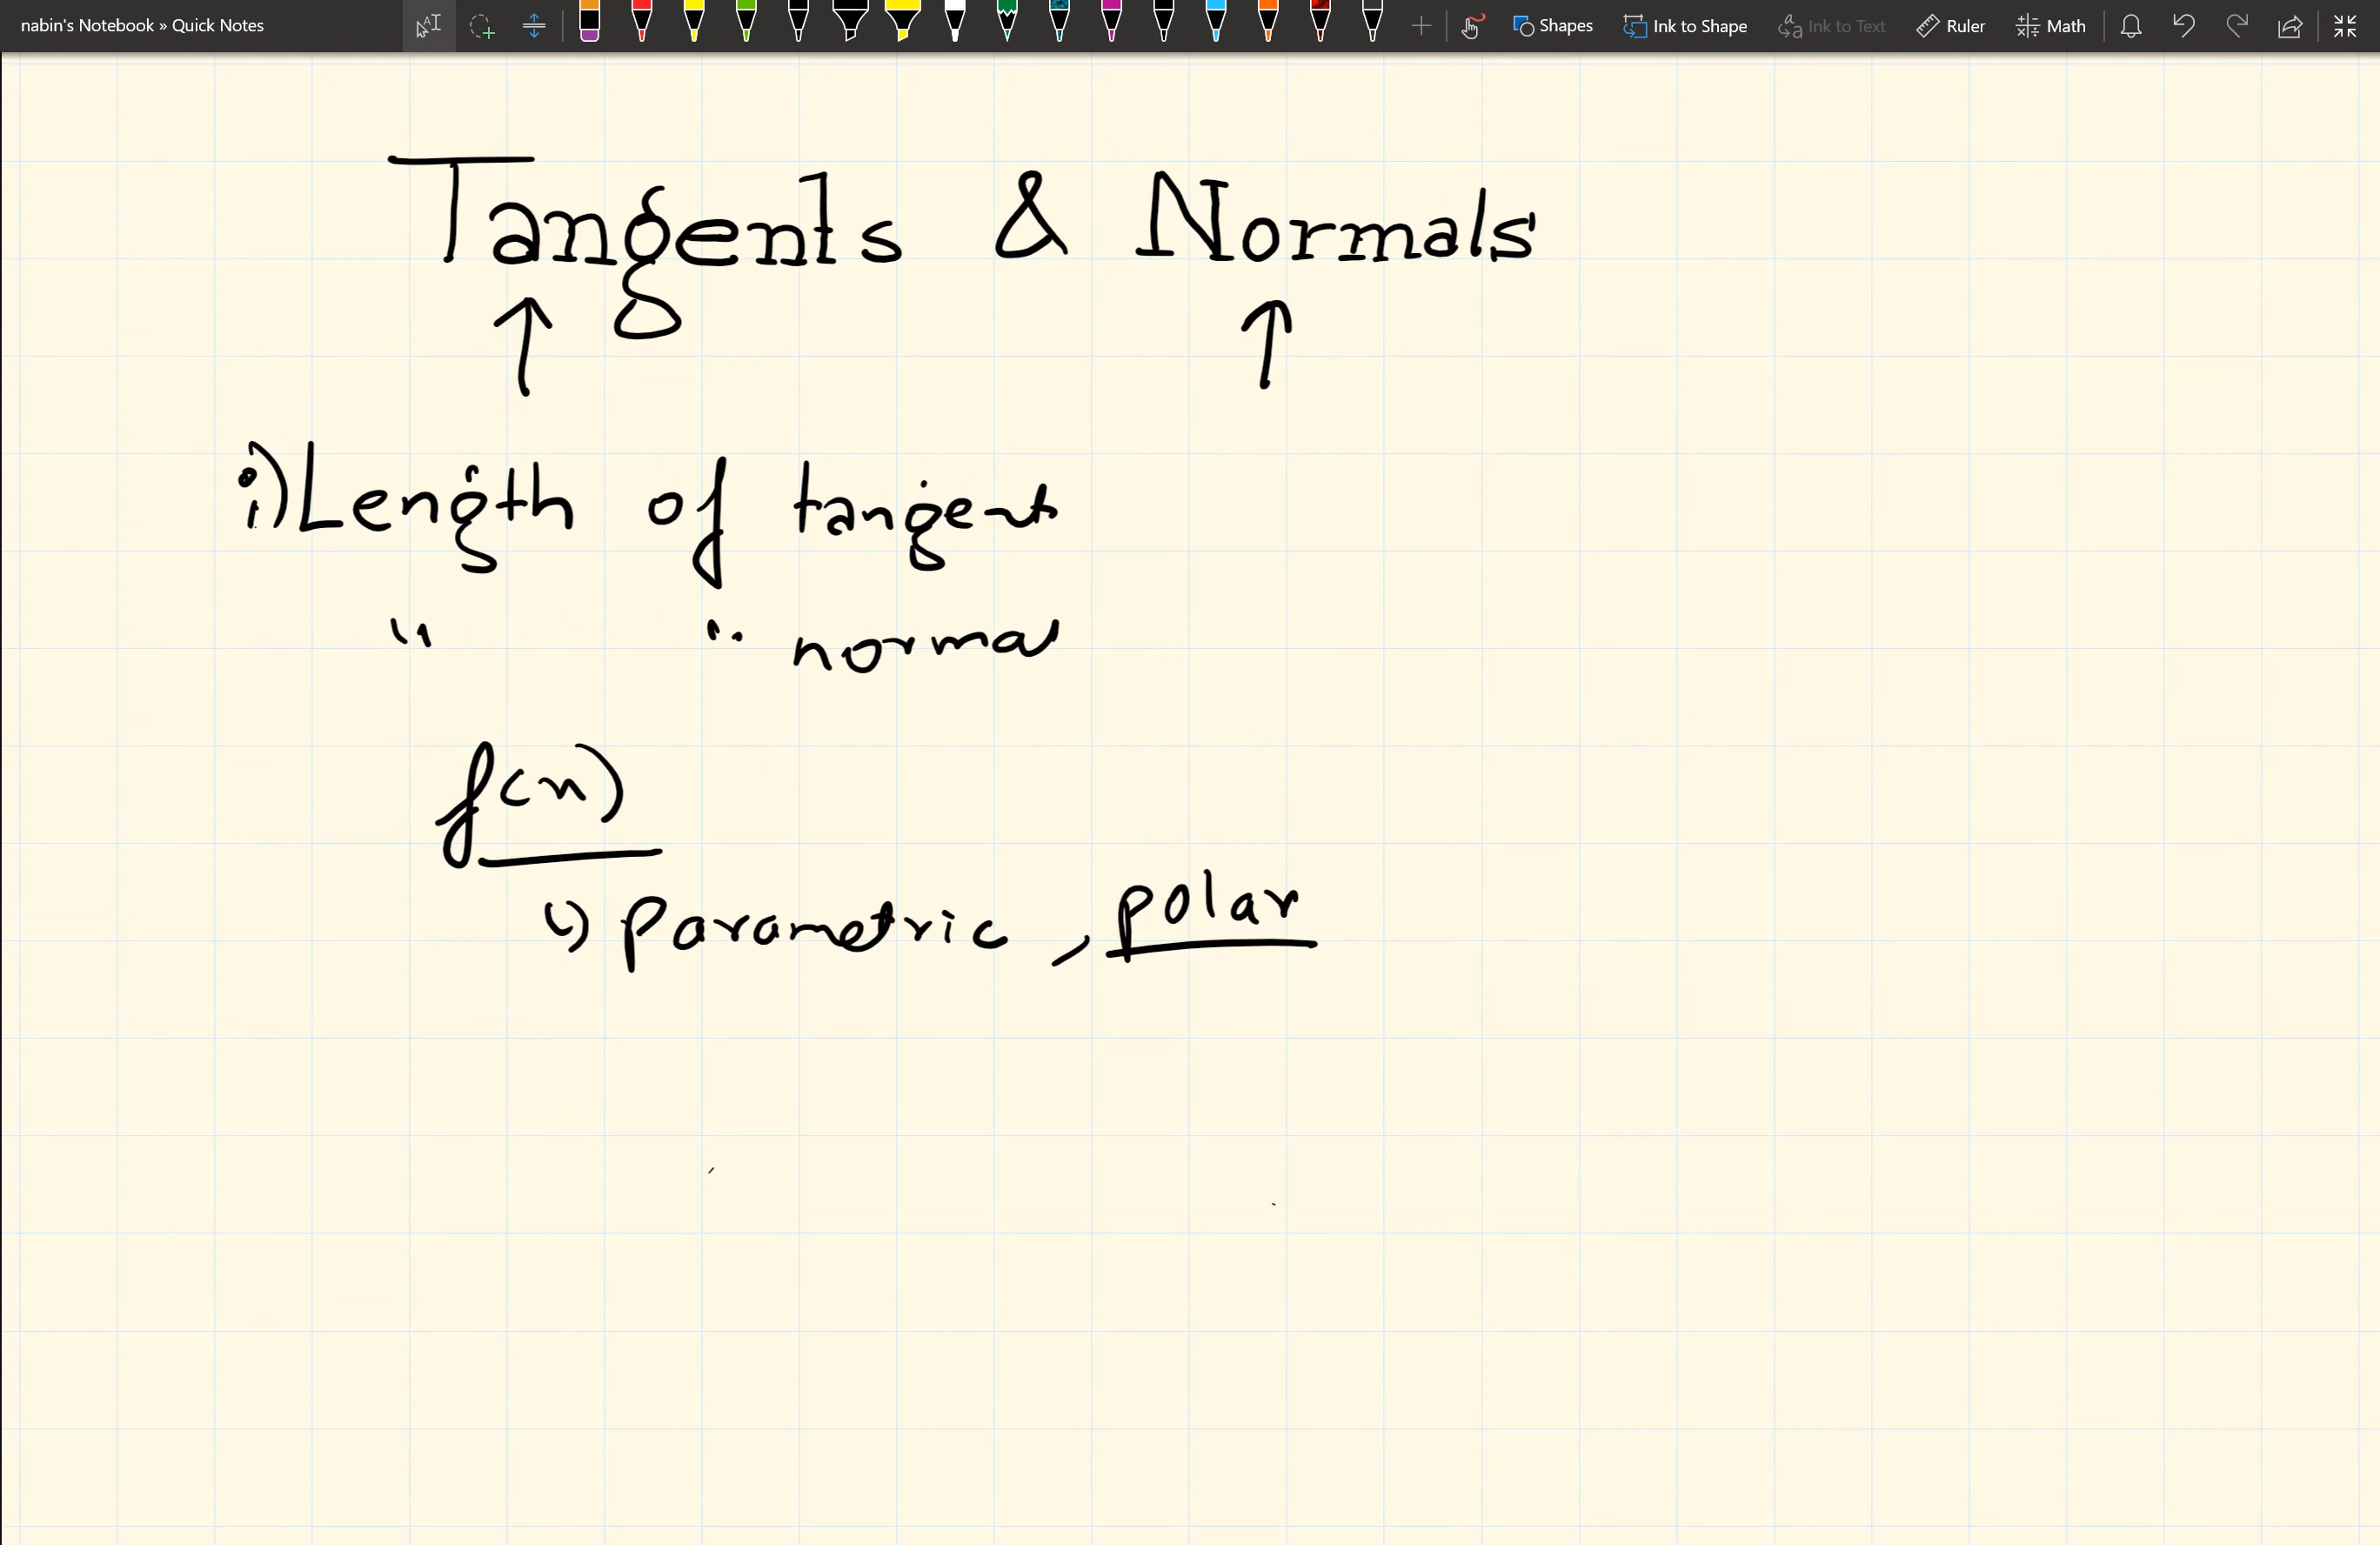 nabin's Notebook » Quick Notes Shapes Ink to Shape Ink to Text Ruler Math
Tangents & Normals
i) Length of tangent
" " normal
f(x)
i) Parametric , polar